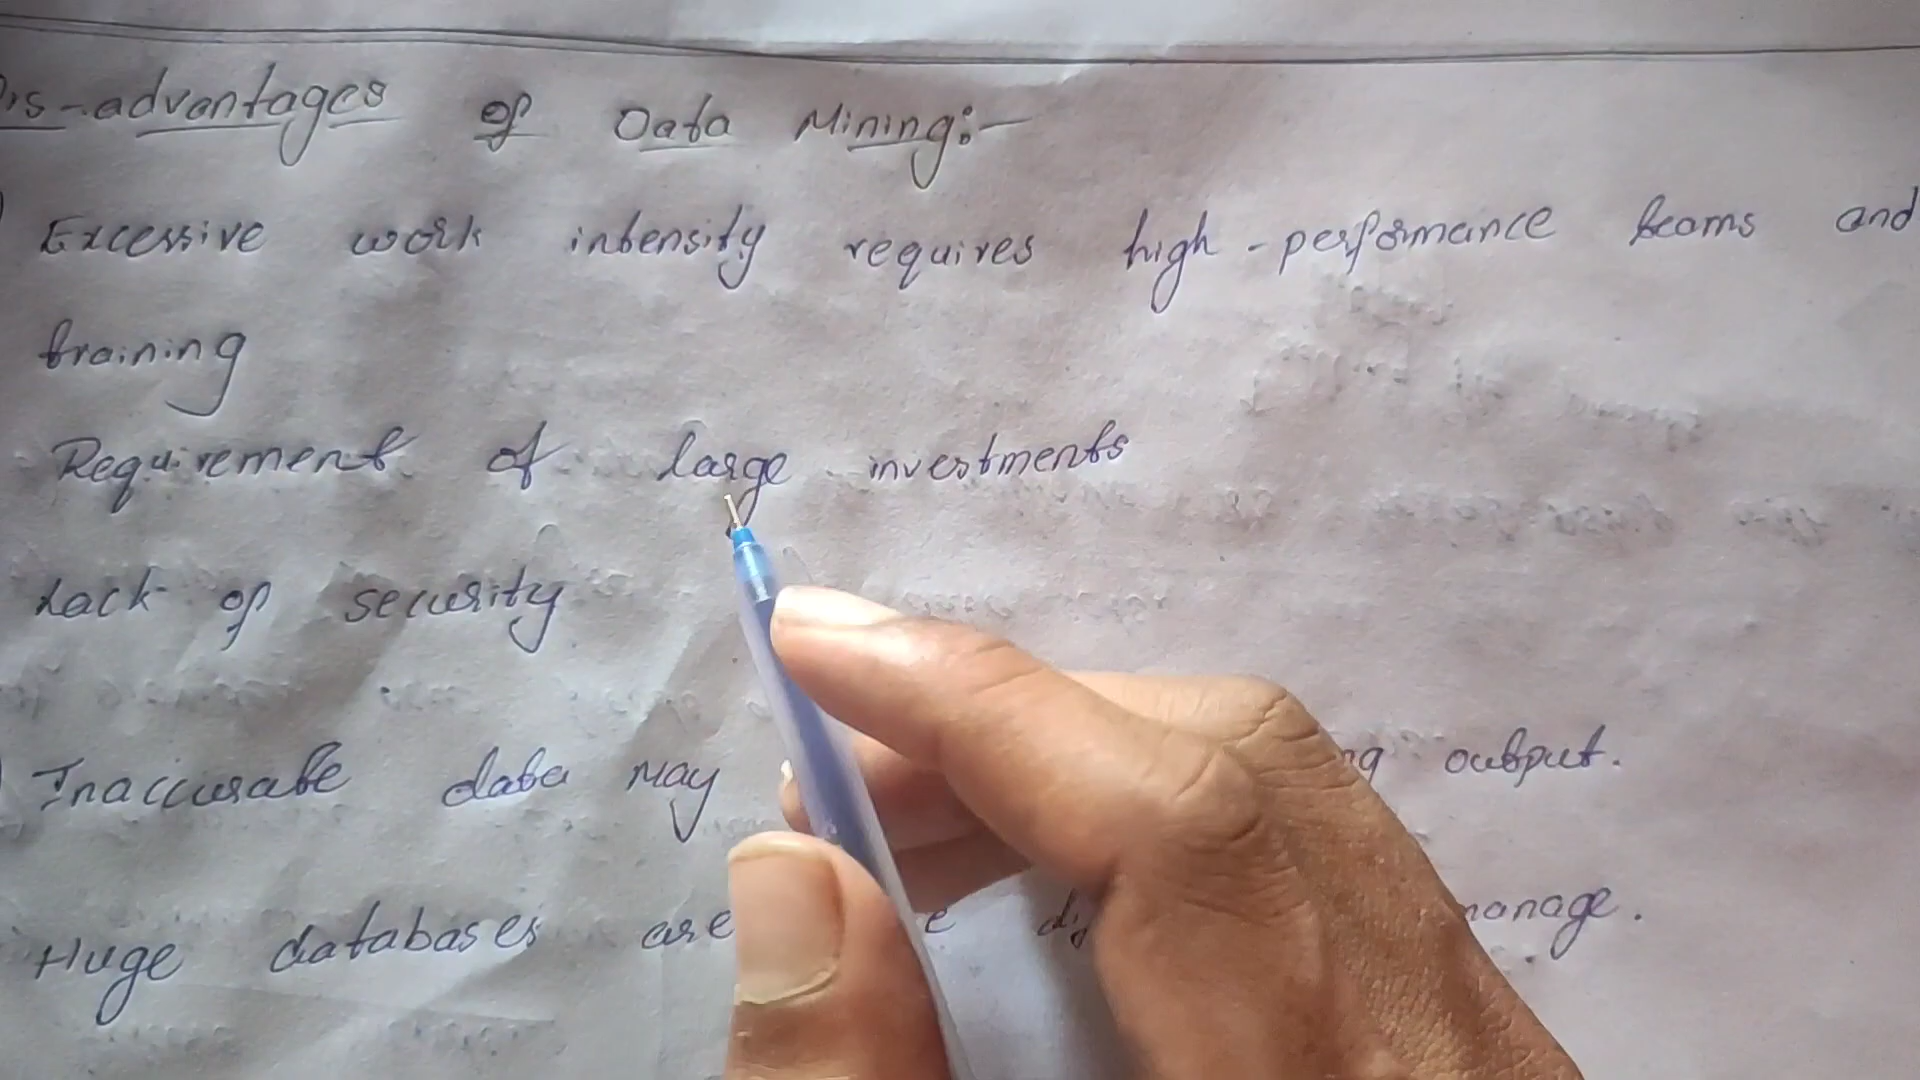 Dis-advantages of Data Mining:-
Excessive work intensity requires high-performance teams and
training
Requirement of large investments
Lack of security
Inaccurate data may output.
Huge databases are manage.